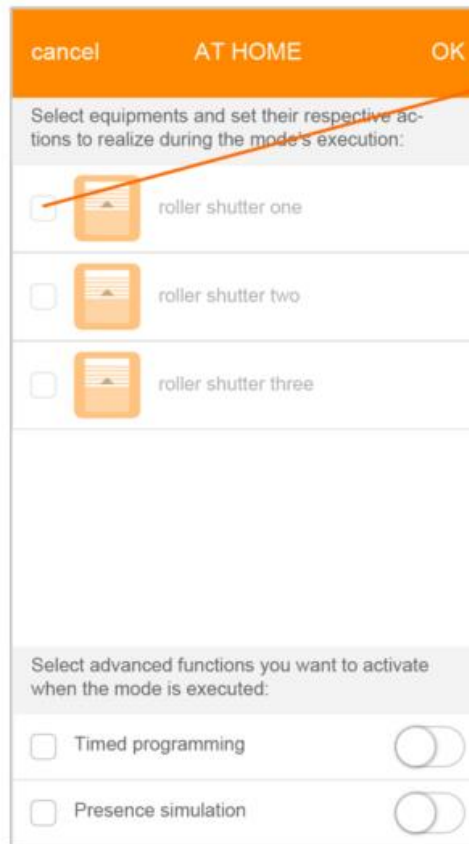 cancel AT HOME OK
Select equipments and set their respective ac-
tions to realize during the mode's execution:
roller shutter one
roller shutter two
roller shutter three
Select advanced functions you want to activate
when the mode is executed:
Timed programming
Presence simulation